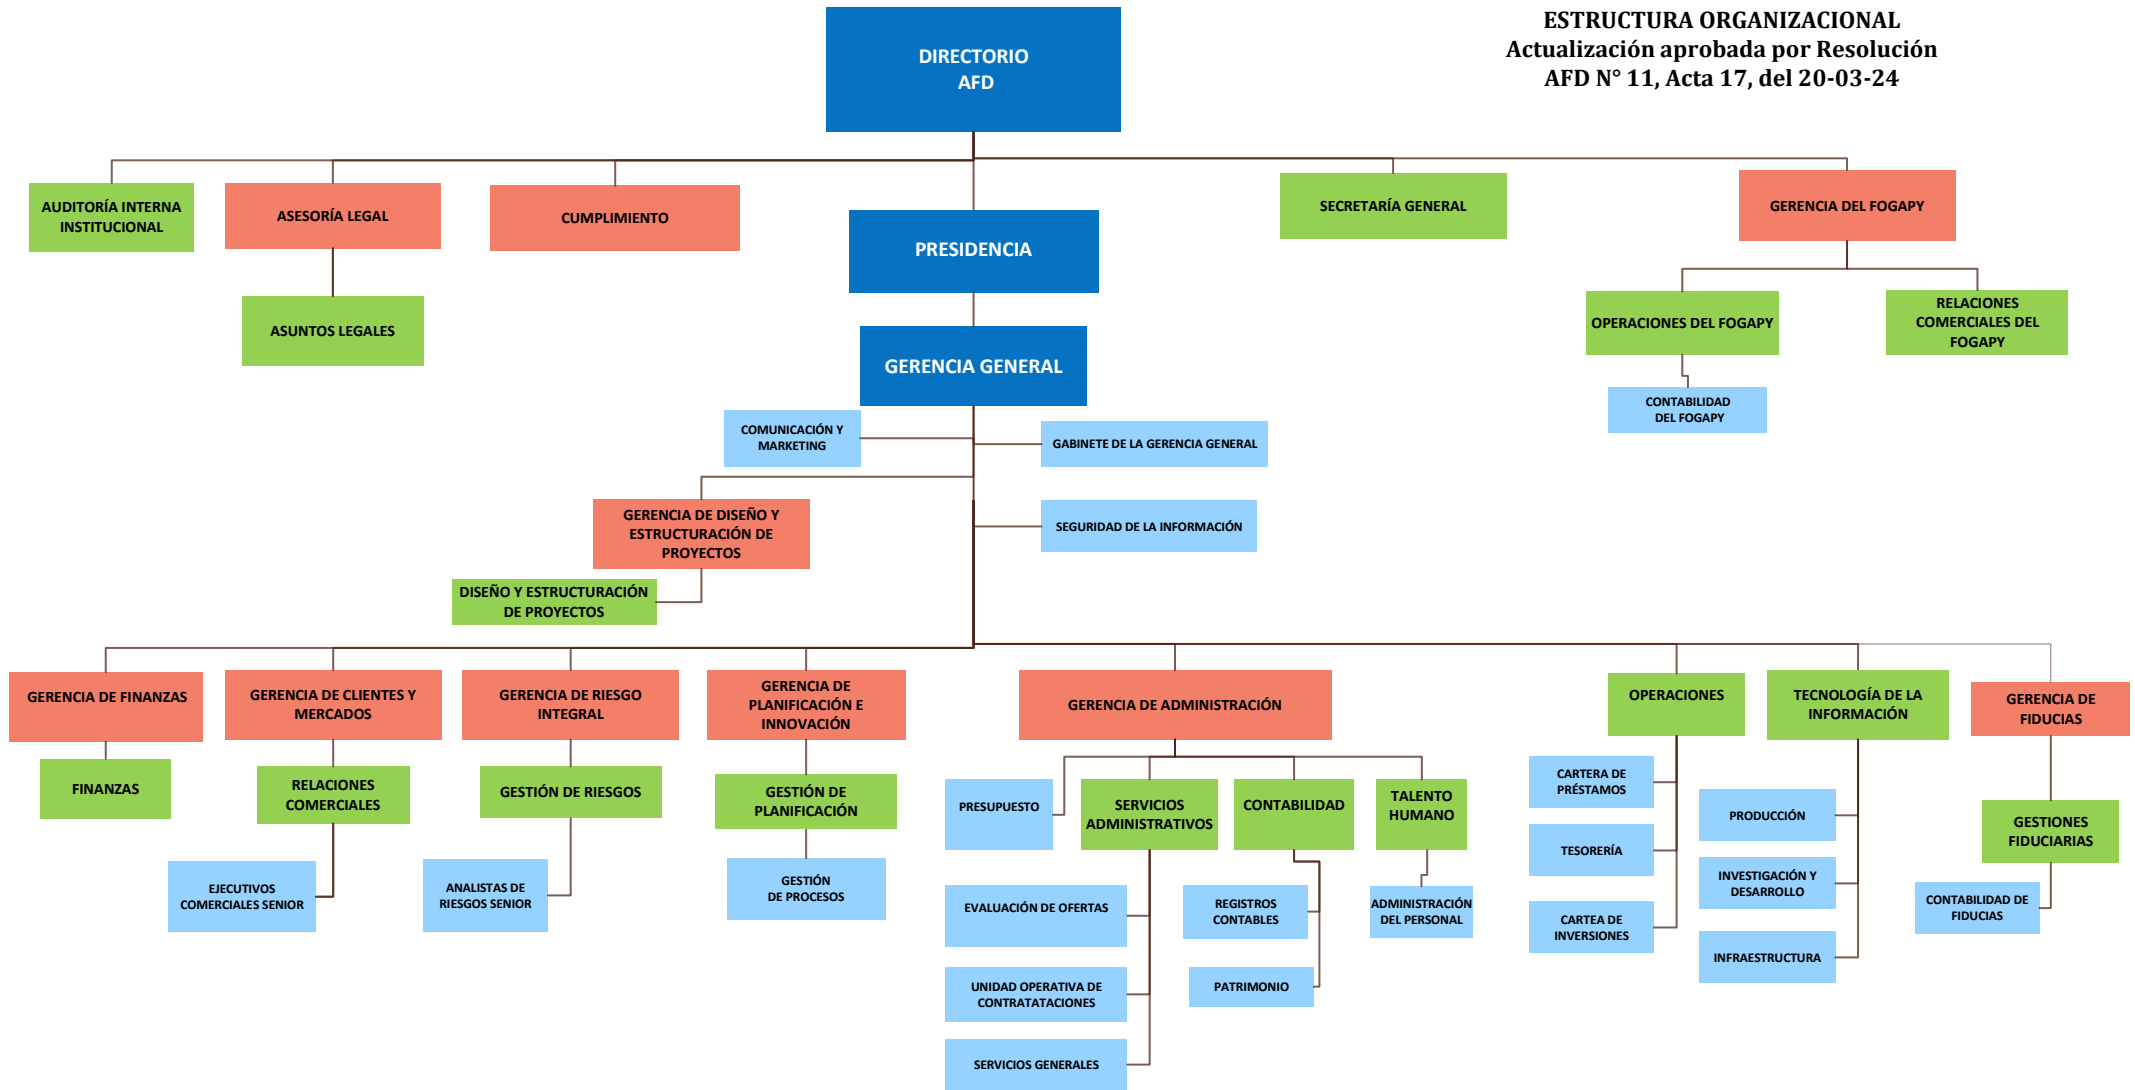 ESTRUCTURA ORGANIZACIONAL
Actualización aprobada por Resolución
AFD N° 11, Acta 17, del 20-03-24
DIRECTORIO
AFD
AUDITORÍA INTERNA
INSTITUCIONAL
ASESORÍA LEGAL
CUMPLIMIENTO
SECRETARÍA GENERAL
GERENCIA DEL FOGAPY
PRESIDENCIA
ASUNTOS LEGALES
OPERACIONES DEL FOGAPY
RELACIONES
COMERCIALES DEL
FOGAPY
GERENCIA GENERAL
CONTABILIDAD
DEL FOGAPY
COMUNICACIÓN Y
MARKETING
GABINETE DE LA GERENCIA GENERAL
GERENCIA DE DISEÑO Y
ESTRUCTURACIÓN DE
PROYECTOS
SEGURIDAD DE LA INFORMACIÓN
DISEÑO Y ESTRUCTURACIÓN
DE PROYECTOS
GERENCIA DE FINANZAS
GERENCIA DE CLIENTES Y
MERCADOS
GERENCIA DE RIESGO
INTEGRAL
GERENCIA DE
PLANIFICACIÓN E
INNOVACIÓN
GERENCIA DE ADMINISTRACIÓN
OPERACIONES
TECNOLOGÍA DE LA
INFORMACIÓN
GERENCIA DE
FIDUCIAS
FINANZAS
RELACIONES
COMERCIALES
GESTIÓN DE RIESGOS
GESTIÓN DE
PLANIFICACIÓN
PRESUPUESTO
SERVICIOS
ADMINISTRATIVOS
CONTABILIDAD
TALENTO
HUMANO
CARTERA DE
PRÉSTAMOS
PRODUCCIÓN
GESTIONES
FIDUCIARIAS
TESORERÍA
EJECUTIVOS
COMERCIALES SENIOR
ANALISTAS DE
RIESGOS SENIOR
GESTIÓN
DE PROCESOS
EVALUACIÓN DE OFERTAS
REGISTROS
CONTABLES
ADMINISTRACIÓN
DEL PERSONAL
CARTEA DE
INVERSIONES
INVESTIGACIÓN Y
DESARROLLO
CONTABILIDAD DE
FIDUCIAS
INFRAESTRUCTURA
UNIDAD OPERATIVA DE
CONTRATATACIONES
PATRIMONIO
SERVICIOS GENERALES